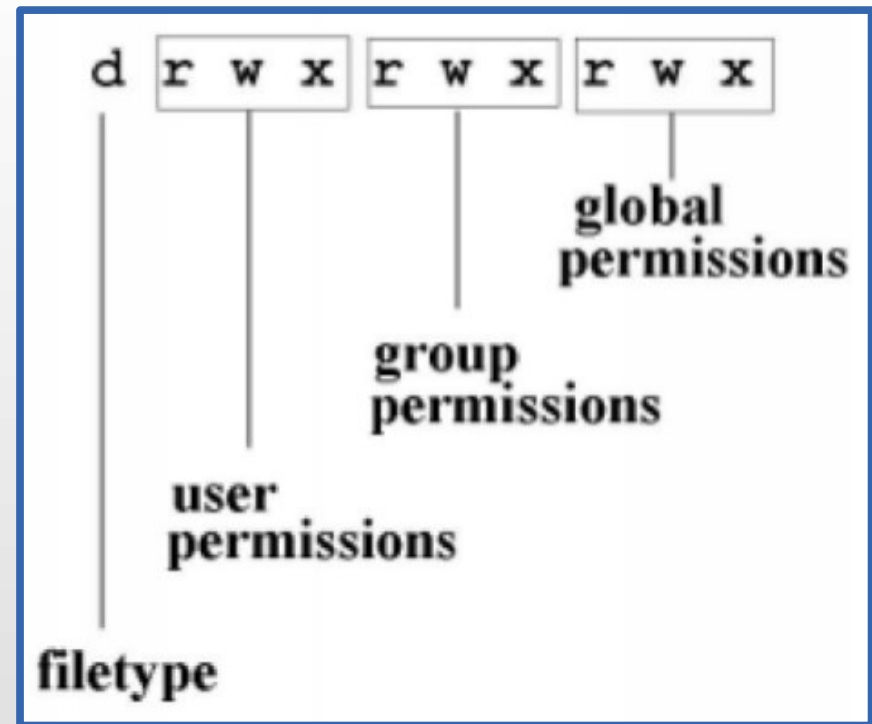 d r w x r w x r w x
global
permissions
group
permissions
user
permissions
filetype